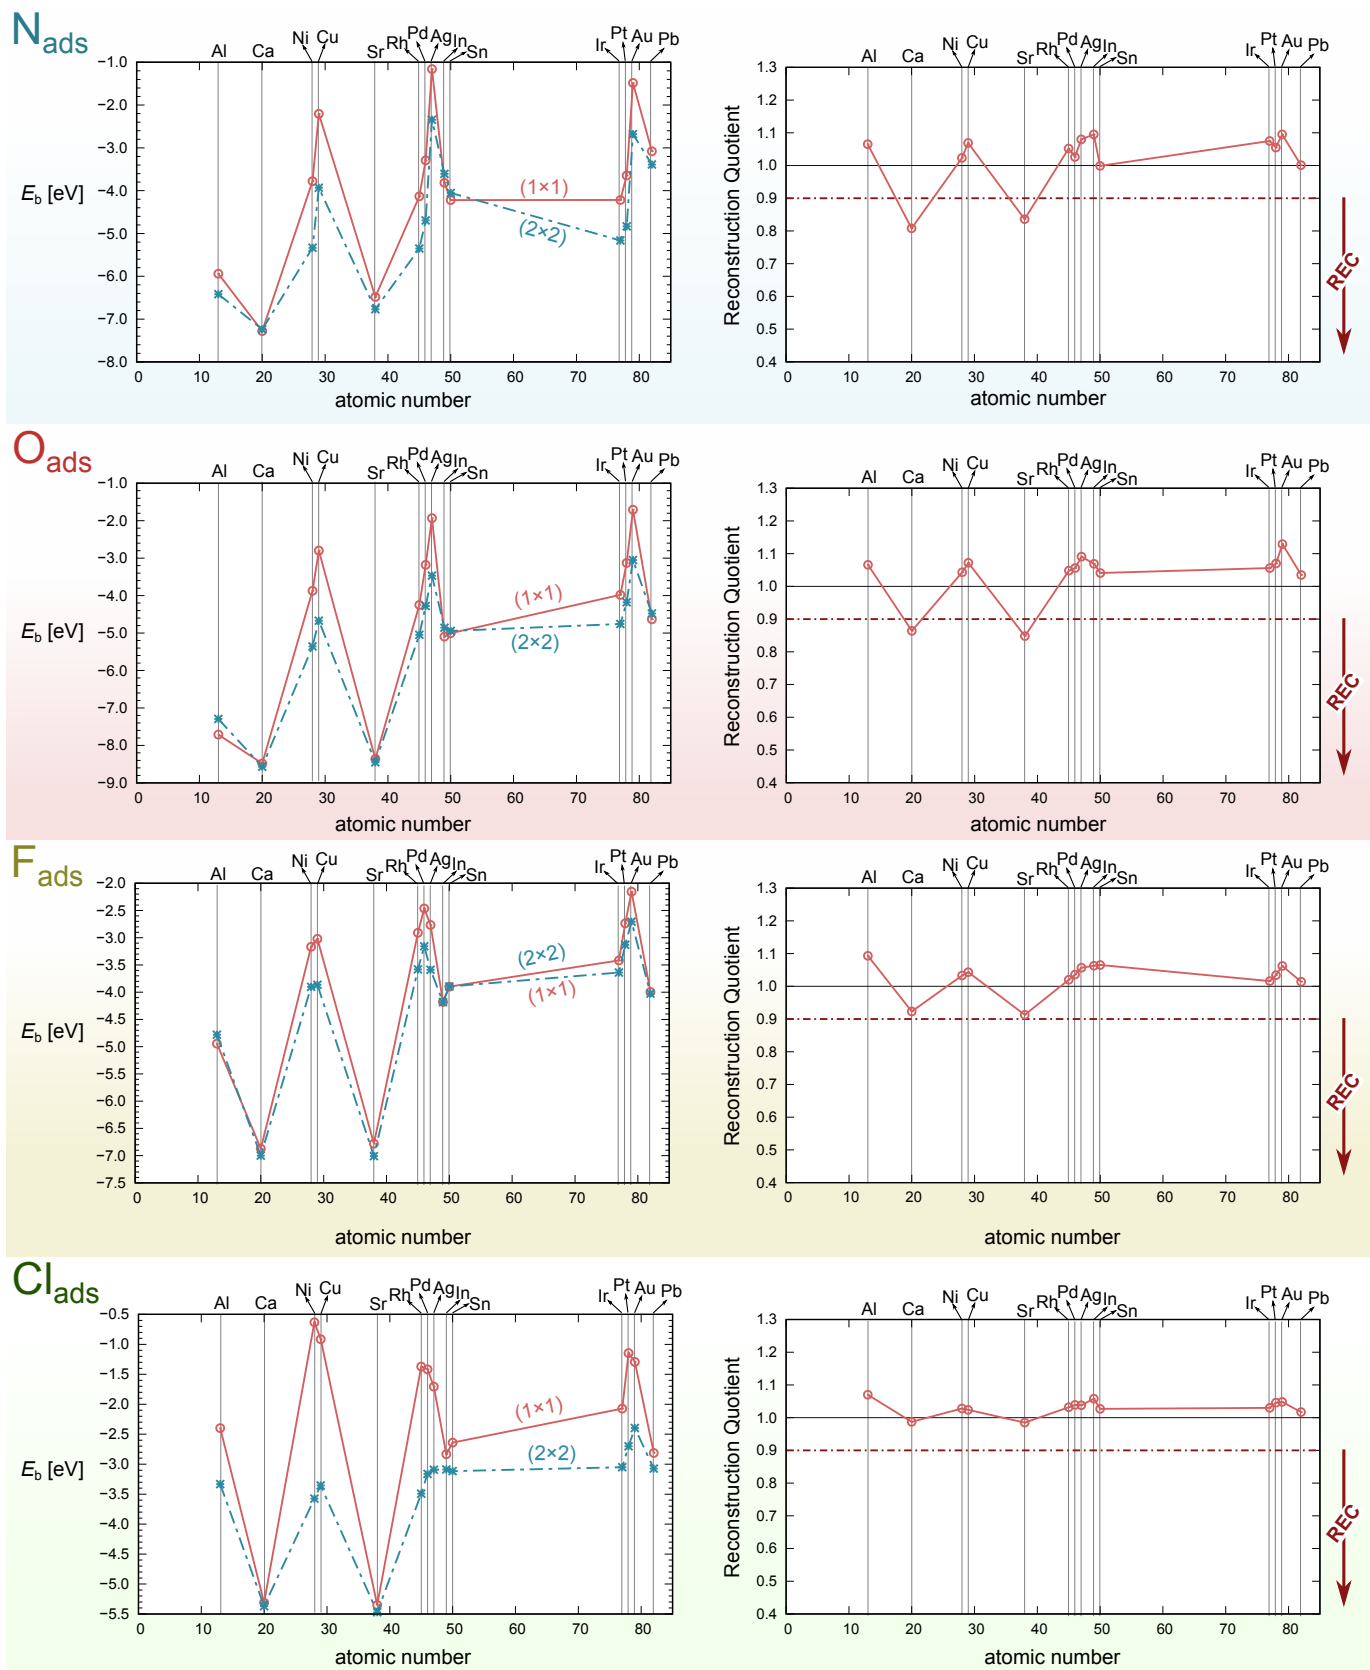 N ads
Al Ca Ni Cu Sr Rh Pd Ag In Sn Ir Pt Au Pb
−1.0
−2.0
−3.0
−4.0
−5.0
−6.0
−7.0
−8.0
E b [eV]
(1×1)
(2×2)
0 10 20 30 40 50 60 70 80
atomic number
Al Ca Ni Cu Sr Rh Pd Ag In Sn Ir Pt Au Pb
1.3
1.2
1.1
1.0
0.9
0.8
0.7
0.6
0.5
0.4
Reconstruction Quotient
REC
0 10 20 30 40 50 60 70 80
atomic number
O ads
Al Ca Ni Cu Sr Rh Pd Ag In Sn Ir Pt Au Pb
−1.0
−2.0
−3.0
−4.0
−5.0
−6.0
−7.0
−8.0
−9.0
E b [eV]
(1×1)
(2×2)
0 10 20 30 40 50 60 70 80
atomic number
Al Ca Ni Cu Sr Rh Pd Ag In Sn Ir Pt Au Pb
1.3
1.2
1.1
1.0
0.9
0.8
0.7
0.6
0.5
0.4
Reconstruction Quotient
REC
0 10 20 30 40 50 60 70 80
atomic number
F ads
Al Ca Ni Cu Sr Rh Pd Ag In Sn Ir Pt Au Pb
−2.0
−2.5
−3.0
−3.5
−4.0
−4.5
−5.0
−5.5
−6.0
−6.5
−7.0
−7.5
E b [eV]
(2×2)
(1×1)
0 10 20 30 40 50 60 70 80
atomic number
Al Ca Ni Cu Sr Rh Pd Ag In Sn Ir Pt Au Pb
1.3
1.2
1.1
1.0
0.9
0.8
0.7
0.6
0.5
0.4
Reconstruction Quotient
REC
0 10 20 30 40 50 60 70 80
atomic number
Cl ads
Al Ca Ni Cu Sr Rh Pd Ag In Sn Ir Pt Au Pb
−0.5
−1.0
−1.5
−2.0
−2.5
−3.0
−3.5
−4.0
−4.5
−5.0
−5.5
E b [eV]
(1×1)
(2×2)
0 10 20 30 40 50 60 70 80
atomic number
Al Ca Ni Cu Sr Rh Pd Ag In Sn Ir Pt Au Pb
1.3
1.2
1.1
1.0
0.9
0.8
0.7
0.6
0.5
0.4
Reconstruction Quotient
REC
0 10 20 30 40 50 60 70 80
atomic number